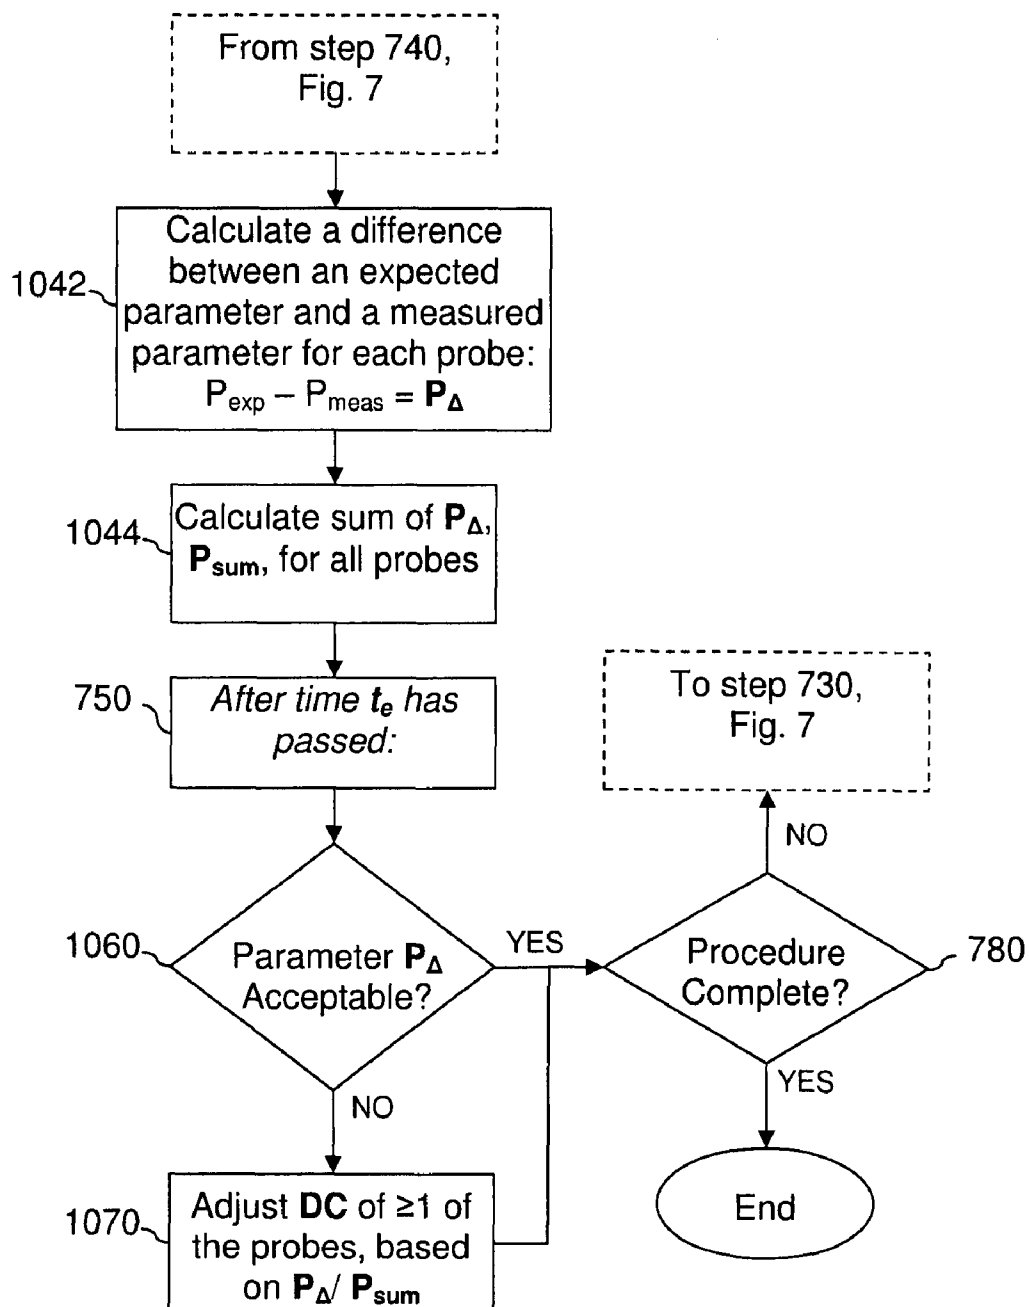 From step 740,
Fig. 7
1042
Calculate a difference
between an expected
parameter and a measured
parameter for each probe:
Pexp – Pmeas = PΔ
1044
Calculate sum of PΔ,
Psum, for all probes
750
After time te has
passed:
To step 730,
Fig. 7
NO
1060
Parameter PΔ
Acceptable?
YES
Procedure
Complete?
780
NO
YES
1070
Adjust DC of ≥1 of
the probes, based
on PΔ/ Psum
End